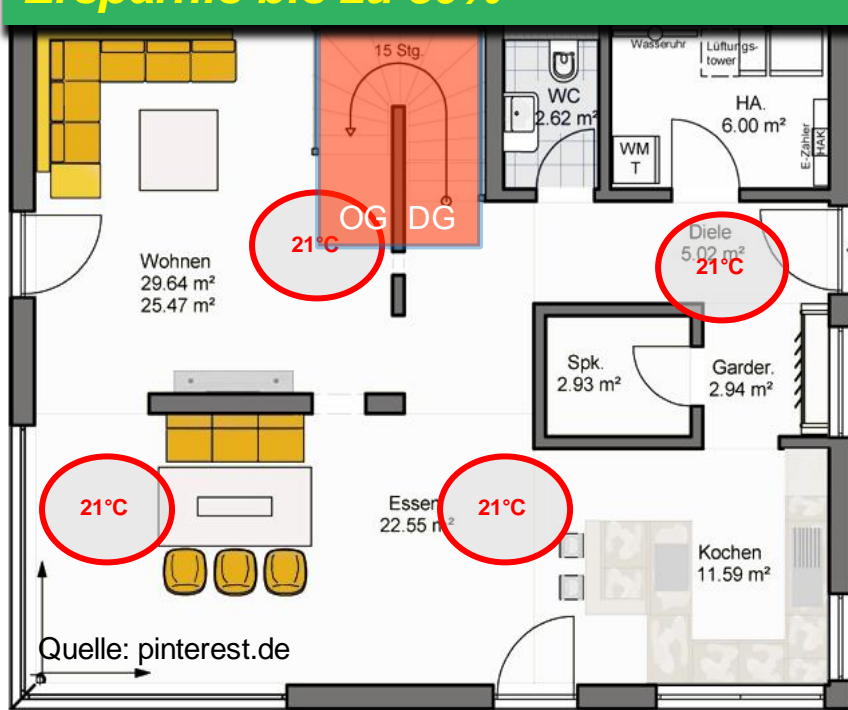 15 Stg.
WC
2.62 m²
Wasseruhr
Lüftungs-
tower
HA.
6.00 m²
E-Zähler
HAK
WM
T
OG DG
21°C
Wohnen
29.64 m²
25.47 m²
Diele
5.02 m²
21°C
Spk.
2.93 m²
Garder.
2.94 m²
21°C
Essen
22.55 m²
21°C
Kochen
11.59 m²
Quelle: pinterest.de